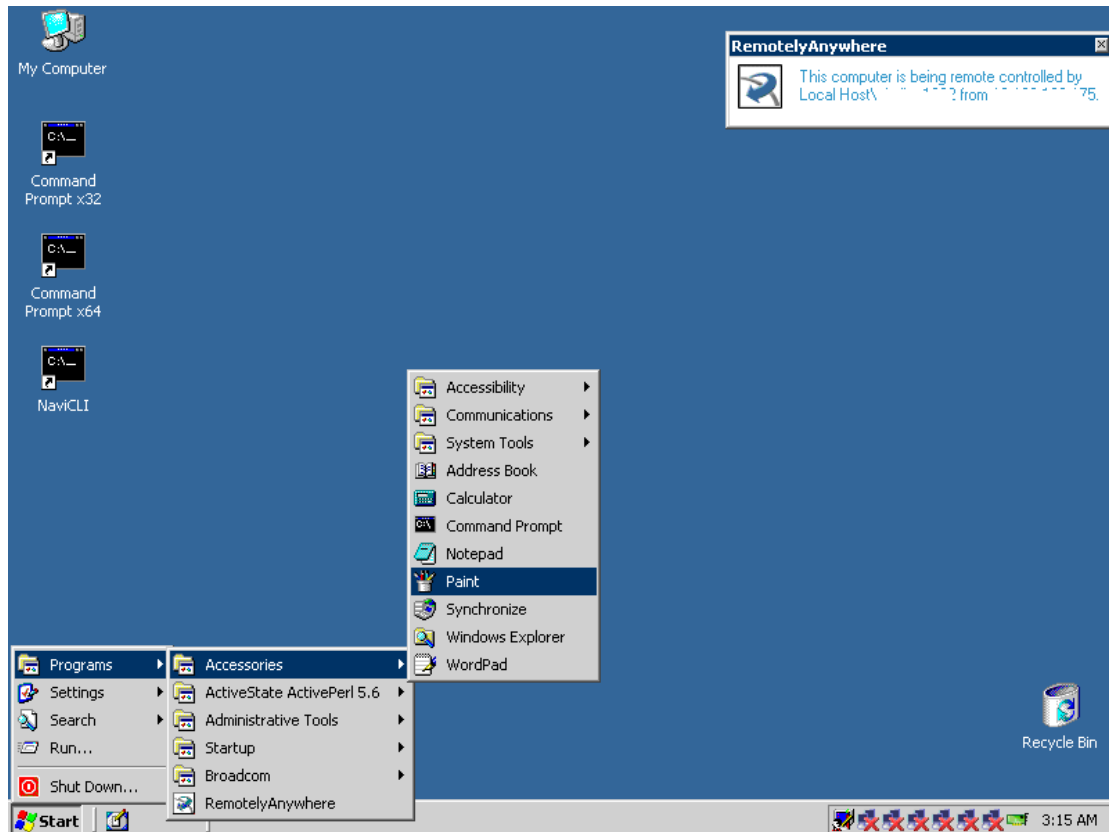 My Computer
Command
Prompt x32
Command
Prompt x64
NaviCLI
RemotelyAnywhere
This computer is being remote controlled by
Local Host\ from 75.
Accessibility
Communications
System Tools
Address Book
Calculator
Command Prompt
Notepad
Paint
Synchronize
Windows Explorer
WordPad
Programs
Settings
Search
Run...
Shut Down...
Accessories
ActiveState ActivePerl 5.6
Administrative Tools
Startup
Broadcom
RemotelyAnywhere
Recycle Bin
Start
3:15 AM